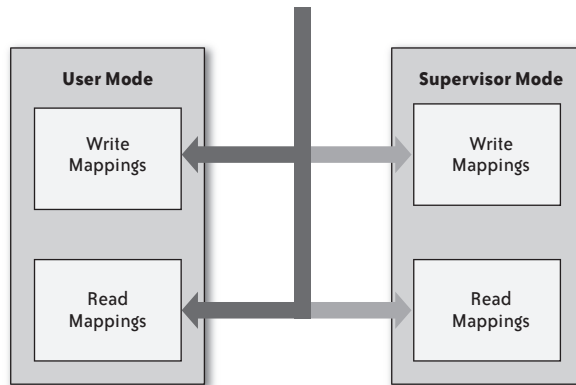 User Mode
Write
Mappings
Read
Mappings
Supervisor Mode
Write
Mappings
Read
Mappings